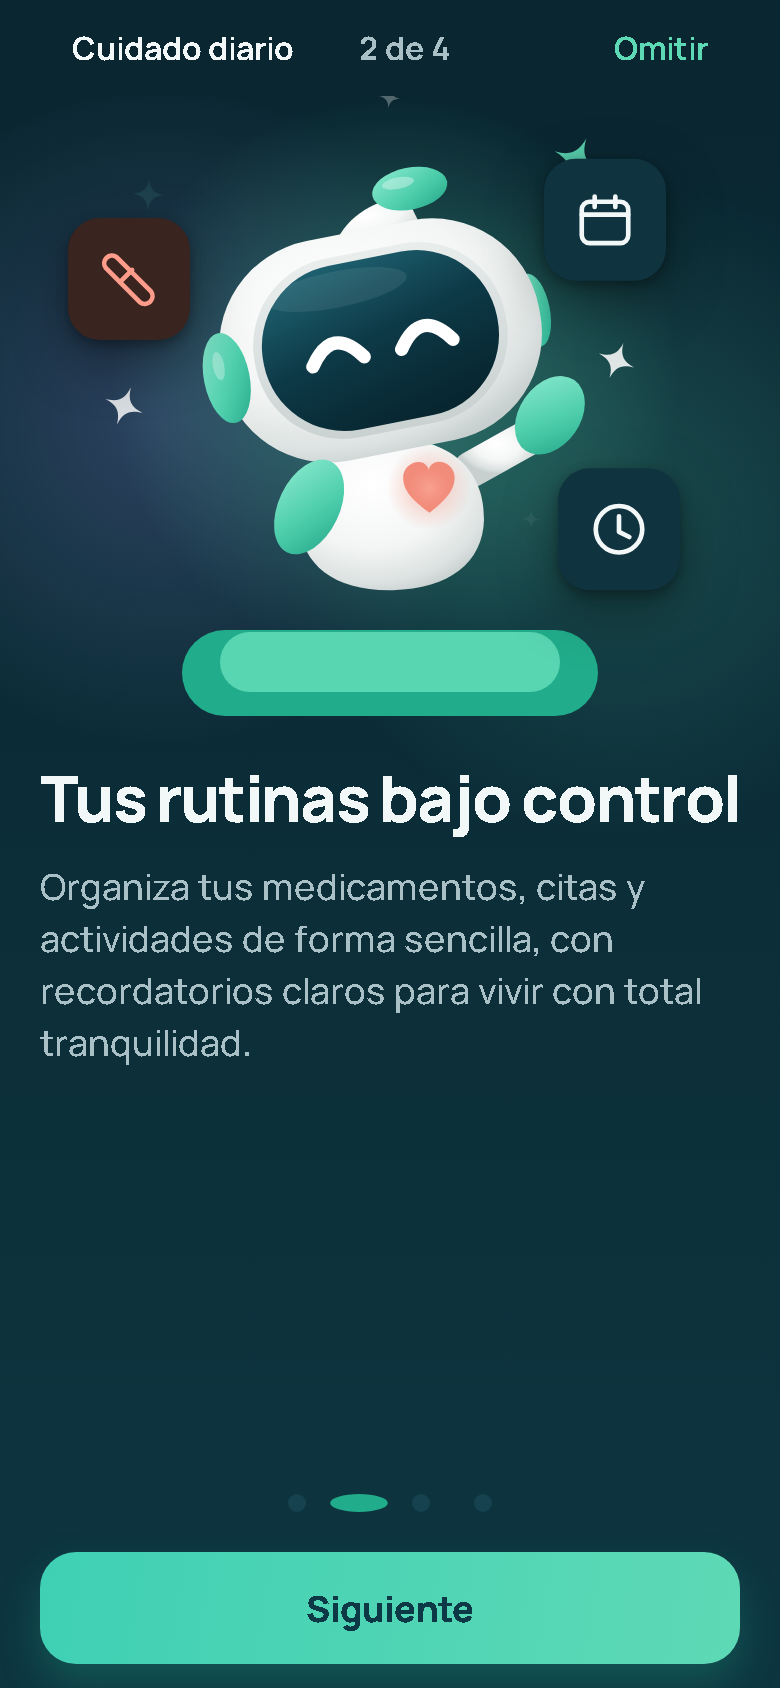 Cuidado diario 2 de 4 Omitir
Tus rutinas bajo control
Organiza tus medicamentos, citas y
actividades de forma sencilla, con
recordatorios claros para vivir con total
tranquilidad.
Siguiente